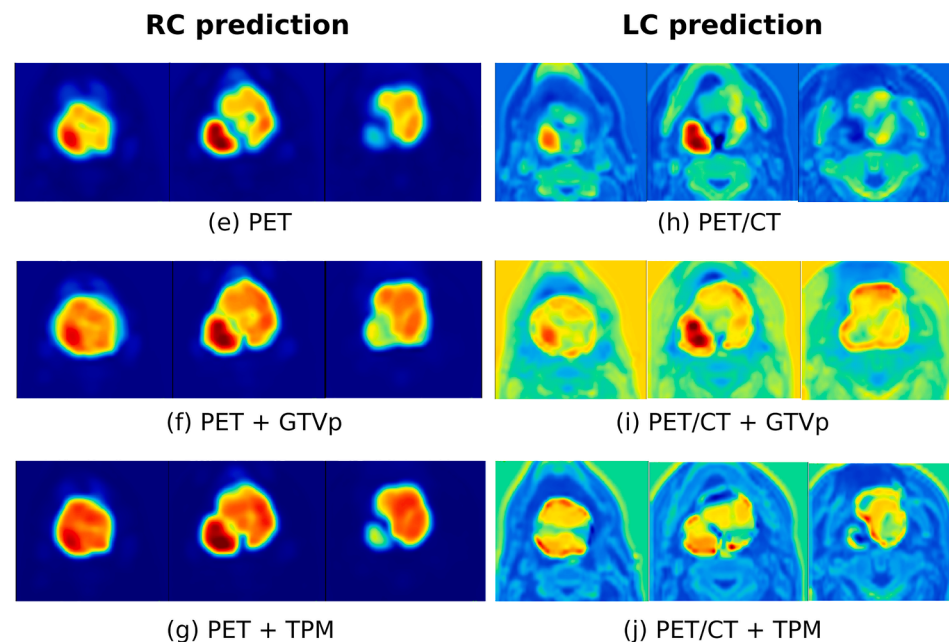 RC prediction
LC prediction
(e) PET
(h) PET/CT
(f) PET + GTVp
(i) PET/CT + GTVp
(g) PET + TPM
(j) PET/CT + TPM